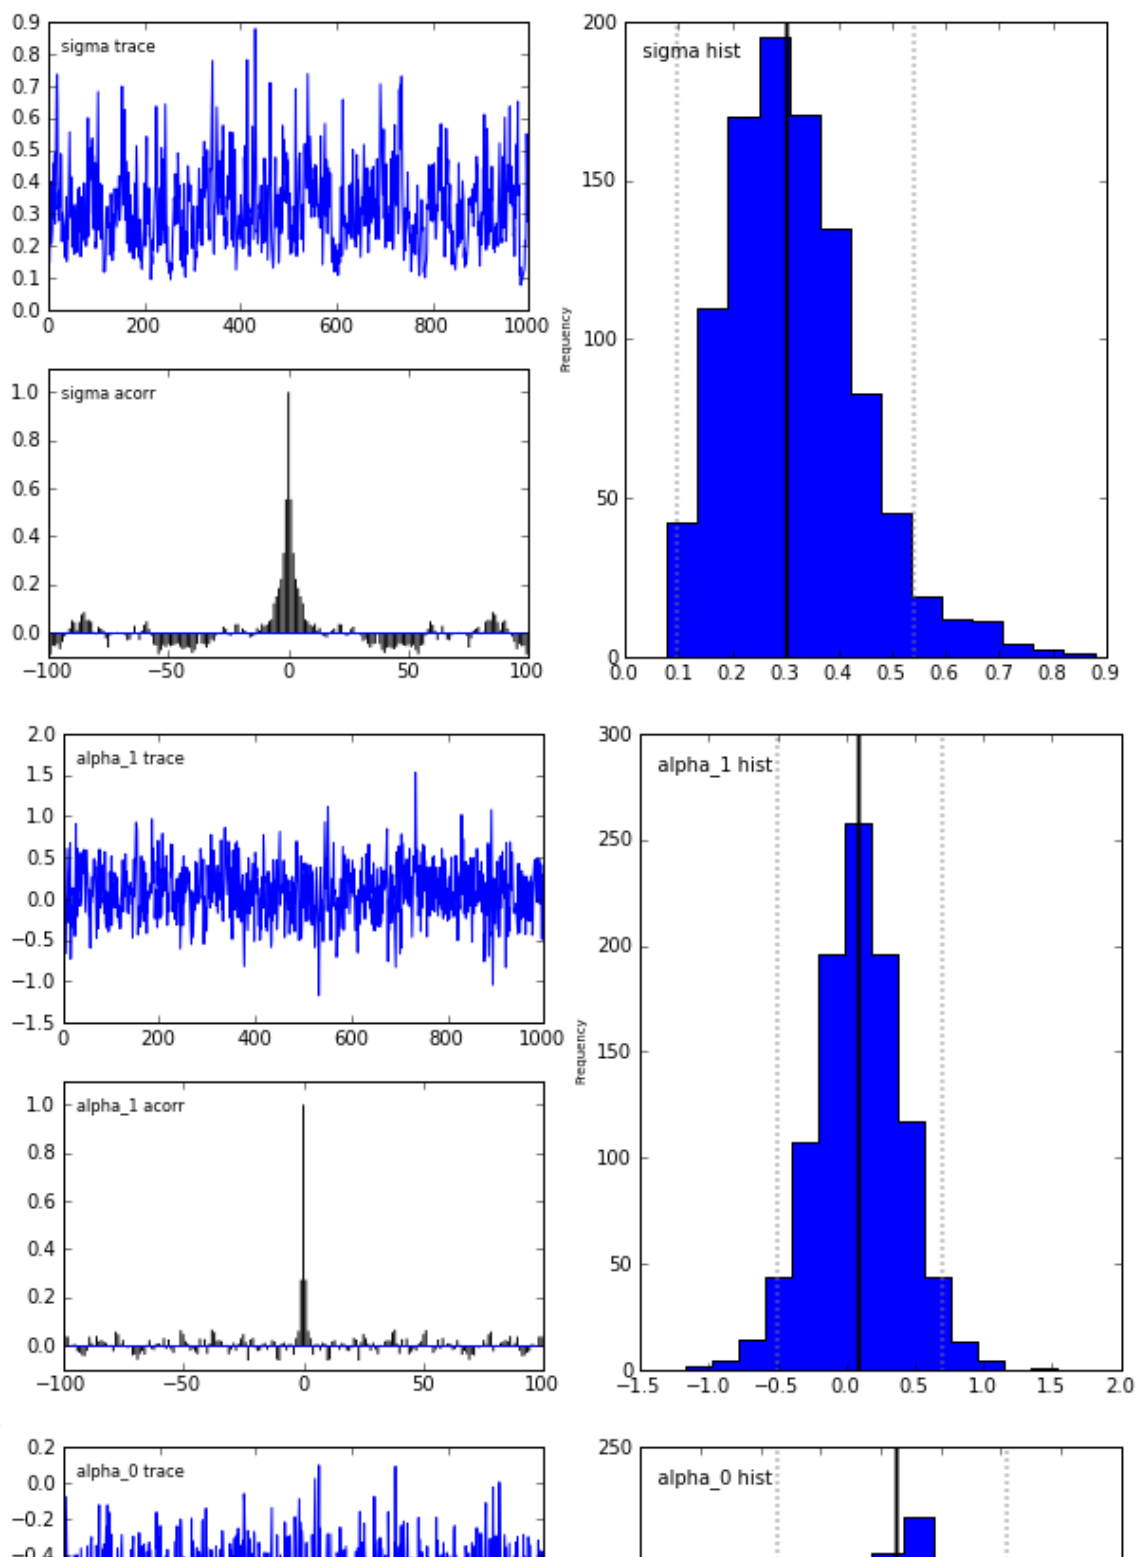 0.9
0.8
0.7
0.6
0.5
0.4
0.3
0.2
0.1
0.0
sigma trace
0 200 400 600 800 1000
1.0
0.8
0.6
0.4
0.2
0.0
sigma acorr
−100 −50 0 50 100
200
150
100
50
0
Frequency
sigma hist
0.0 0.1 0.2 0.3 0.4 0.5 0.6 0.7 0.8 0.9
2.0
1.5
1.0
0.5
0.0
−0.5
−1.0
−1.5
alpha_1 trace
0 200 400 600 800 1000
1.0
0.8
0.6
0.4
0.2
0.0
alpha_1 acorr
−100 −50 0 50 100
300
250
200
150
100
50
0
Frequency
alpha_1 hist
−1.5 −1.0 −0.5 0.0 0.5 1.0 1.5 2.0
0.2
0.0
−0.2
−0.4
alpha_0 trace
250
alpha_0 hist